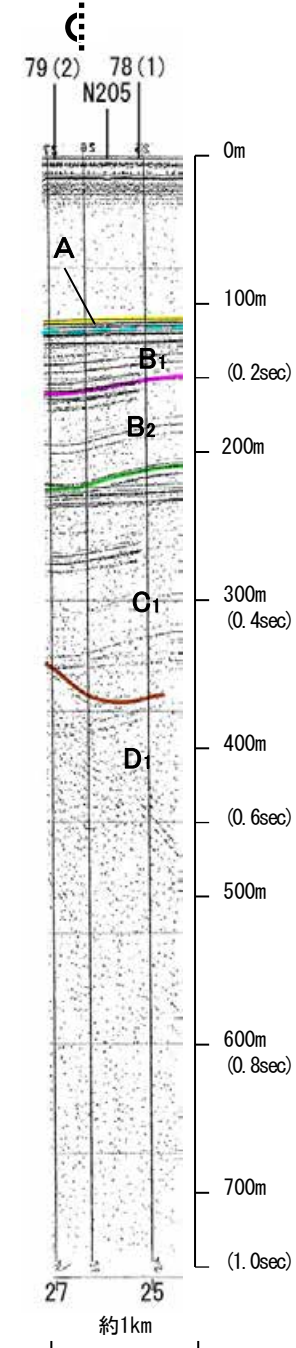 79(2) 78(1)
N205
0m
A
100m
B1
(0.2sec)
B2
200m
C1
300m
(0.4sec)
D1
400m
(0.6sec)
500m
600m
(0.8sec)
700m
(1.0sec)
27 25
約1km